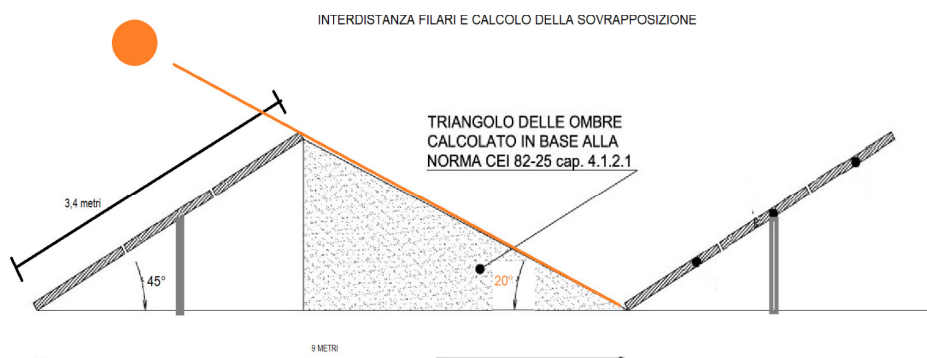 INTERDISTANZA FILARI E CALCOLO DELLA SOVRAPPOSIZIONE
TRIANGOLO DELLE OMBRE
CALCOLATO IN BASE ALLA
NORMA CEI 82-25 cap. 4.1.2.1
3,4 metri
45°
20°
9 METRI